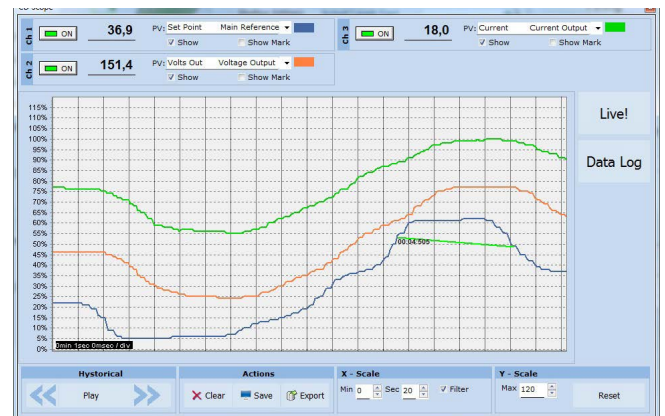 CD Scope
Ch 1 ON 36,9 PV: Set Point Main Reference
Show Show Mark
Ch 3 ON 18,0 PV: Current Current Output
Show Show Mark
Ch 2 ON 151,4 PV: Volts Out Voltage Output
Show Show Mark
115%
110%
105%
100%
95%
90%
85%
80%
75%
70%
65%
60%
55%
50%
45%
40%
35%
30%
25%
20%
15%
10%
5%
0%
00:04:505
0min 1sec 0msec / div
Live!
Data Log
Hystorical
Play
Actions
Clear Save Export
X - Scale
Min 0 Sec 20 Filter
Y - Scale
Max 120 Reset